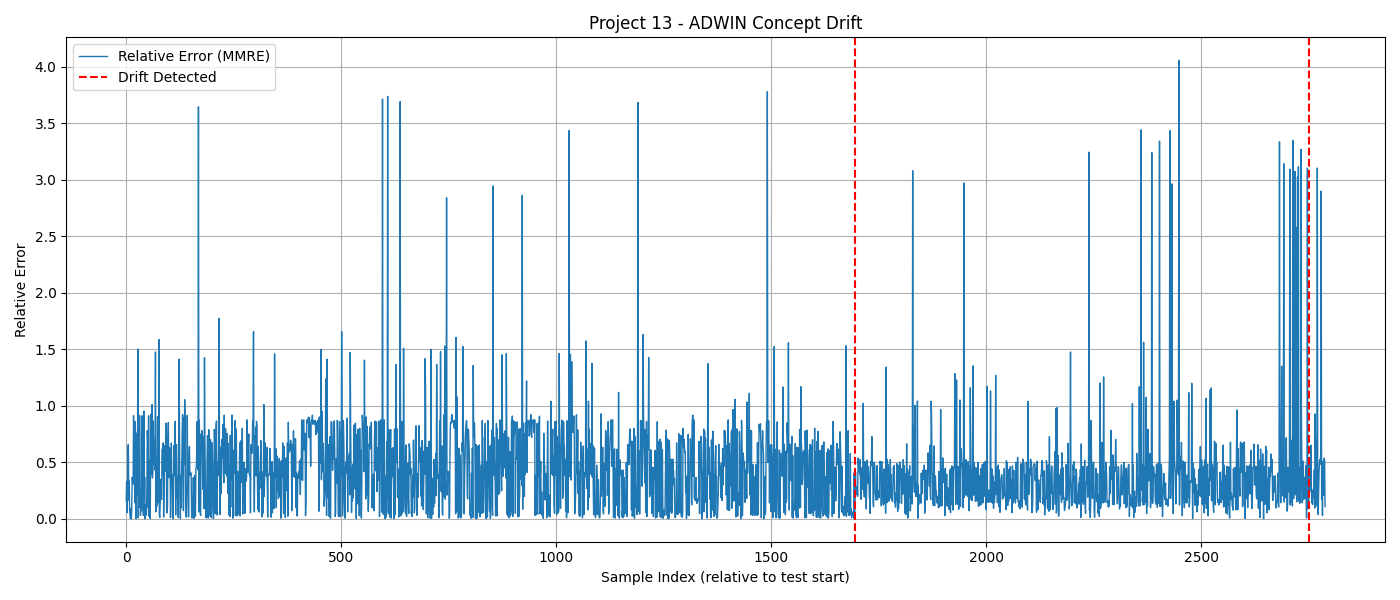 Project 13 - ADWIN Concept Drift
Relative Error (MMRE)
Drift Detected
Relative Error
4.0
3.5
3.0
2.5
2.0
1.5
1.0
0.5
0.0
0 500 1000 1500 2000 2500
Sample Index (relative to test start)